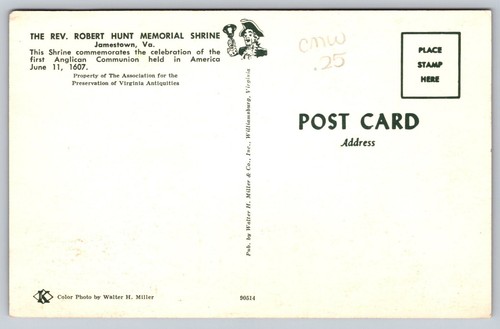 THE REV. ROBERT HUNT MEMORIAL SHRINE
Jamestown, Va.
This Shrine commemorates the celebration of the
first Anglican Communion held in America
June 11, 1607.
Property of The Association for the
Preservation of Virginia Antiquities
CMW
.25
PLACE
STAMP
HERE
POST CARD
Address
Pub. by Walter H. Miller & Co., Inc., Williamsburg, Virginia
K
Color Photo by Walter H. Miller
90514